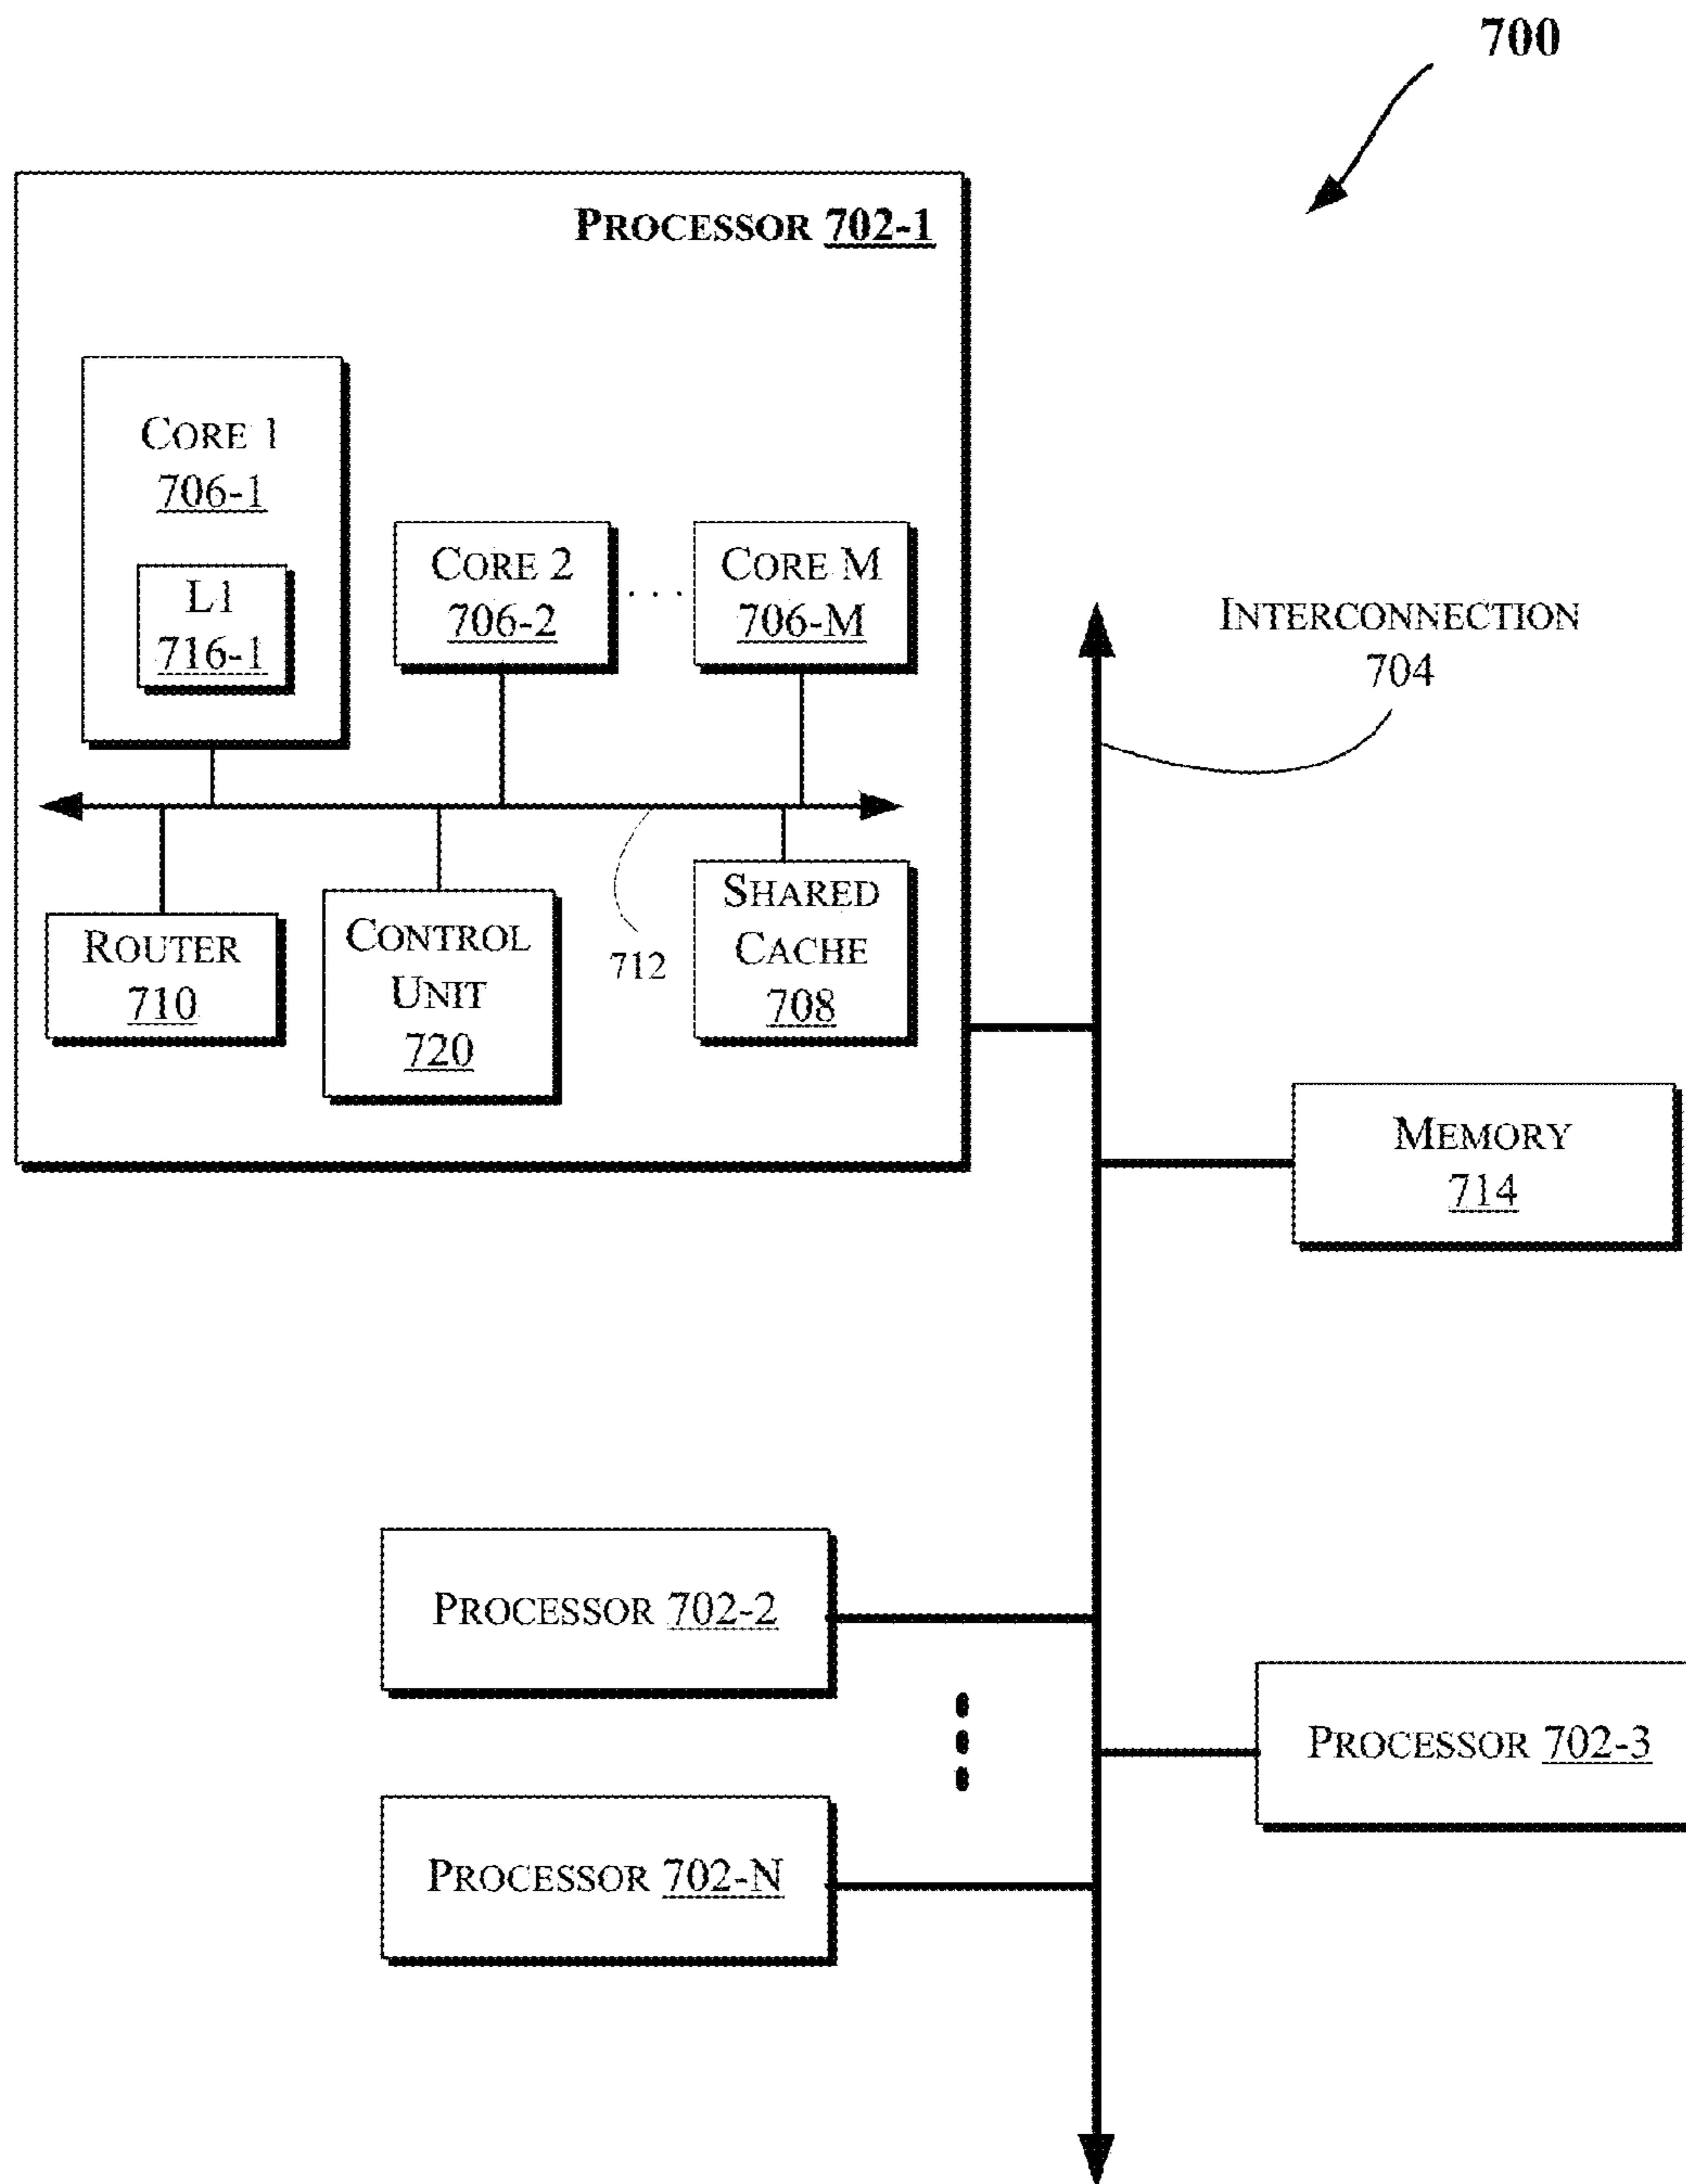 700
PROCESSOR 702-1
CORE 1
706-1
L1
716-1
CORE 2
706-2
. . .
CORE M
706-M
INTERCONNECTION
704
ROUTER
710
CONTROL
UNIT
720
712
SHARED
CACHE
708
MEMORY
714
PROCESSOR 702-2
PROCESSOR 702-3
PROCESSOR 702-N